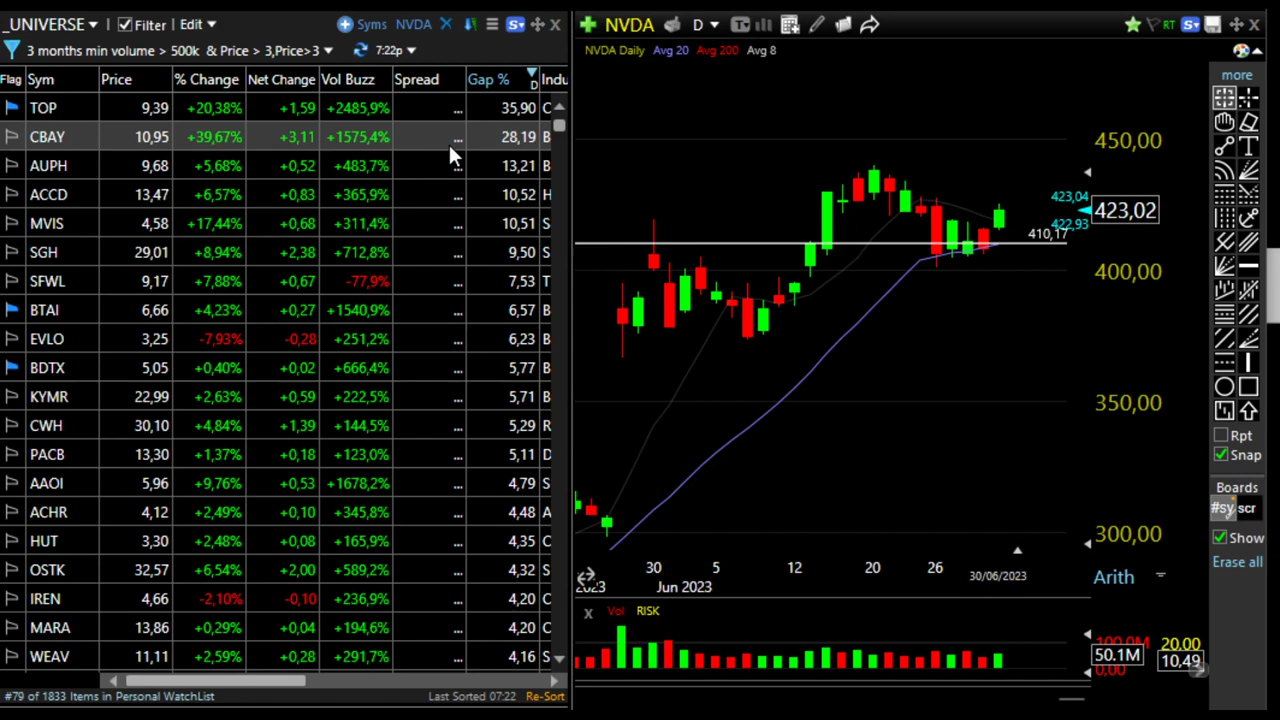 _UNIVERSE Filter Edit Syms NVDA
3 months min volume > 500k & Price > 3,Price>3 7:22p
Flag Sym Price % Change Net Change Vol Buzz Spread Gap % D Indu
TOP 9,39 +20,38% +1,59 +2485,9% ... 35,90 C
CBAY 10,95 +39,67% +3,11 +1575,4% ... 28,19 B
AUPH 9,68 +5,68% +0,52 +483,7% ... 13,21 B
ACCD 13,47 +6,57% +0,83 +365,9% ... 10,52 H
MVIS 4,58 +17,44% +0,68 +311,4% ... 10,51 S
SGH 29,01 +8,94% +2,38 +712,8% ... 9,50 S
SFWL 9,17 +7,88% +0,67 -77,9% ... 7,53 T
BTAI 6,66 +4,23% +0,27 +1540,9% ... 6,57 B
EVLO 3,25 -7,93% -0,28 +251,2% ... 6,23 B
BDTX 5,05 +0,40% +0,02 +666,4% ... 5,77 B
KYMR 22,99 +2,63% +0,59 +222,5% ... 5,71 B
CWH 30,10 +4,84% +1,39 +144,5% ... 5,29 R
PACB 13,30 +1,37% +0,18 +123,0% ... 5,11 D
AAOI 5,96 +9,76% +0,53 +1678,2% ... 4,79 S
ACHR 4,12 +2,49% +0,10 +345,8% ... 4,48 A
HUT 3,30 +2,48% +0,08 +165,9% ... 4,35 C
OSTK 32,57 +6,54% +2,00 +589,2% ... 4,32 S
IREN 4,66 -2,10% -0,10 +236,9% ... 4,20 C
MARA 13,86 +0,29% +0,04 +194,6% ... 4,20 C
WEAV 11,11 +2,59% +0,28 +291,7% ... 4,16 S
#79 of 1833 Items in Personal WatchList Last Sorted 07:22 Re-Sort
NVDA D RT
NVDA Daily Avg 20 Avg 200 Avg 8
more
450,00
423,04
423,02
422,93
410,17
400,00
350,00
300,00
30 5 12 20 26 30/06/2023
2023 Jun 2023
Arith
Vol RISK
100,0M 20,00
50.1M 10,49
0,00
Rpt
Snap
Boards
#sy scr
Show
Erase all